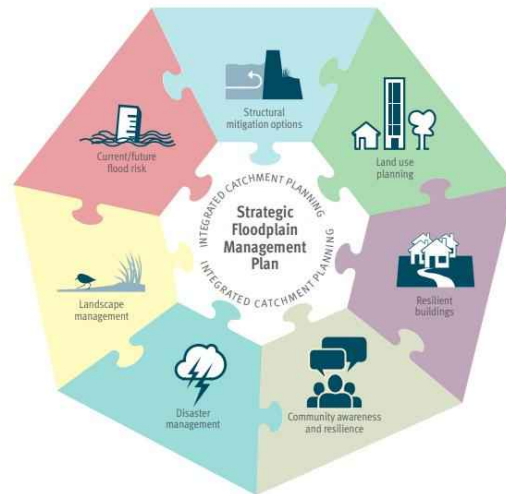 Structural
mitigation options
Land use
planning
Resilient
buildings
Community awareness
and resilience
Disaster
management
Landscape
management
Current/future
flood risk
INTEGRATED CATCHMENT PLANNING
Strategic
Floodplain
Management
Plan
INTEGRATED CATCHMENT PLANNING